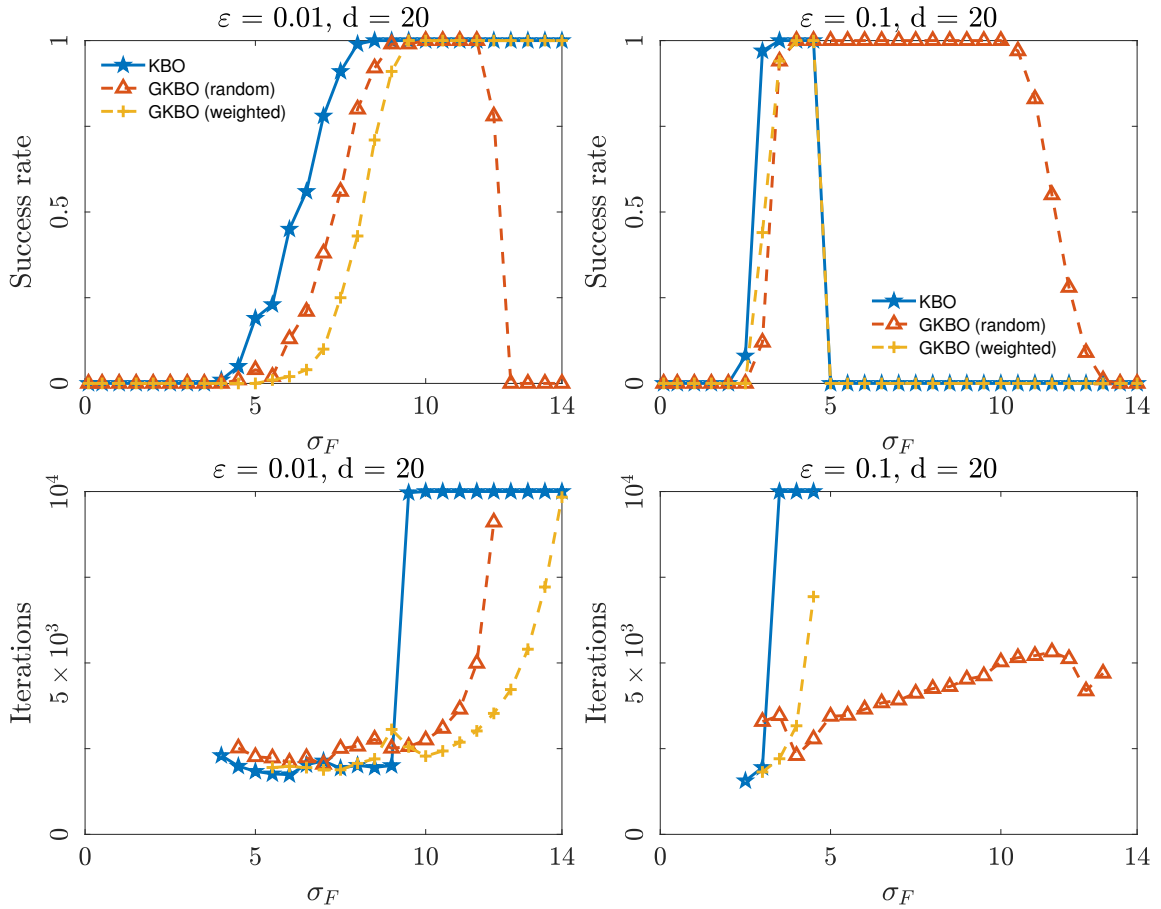 ε = 0.01, d = 20
1
0.5
0
Success rate
KBO
GKBO (random)
GKBO (weighted)
0 5 10 14
σ_F
ε = 0.1, d = 20
1
0.5
0
Success rate
KBO
GKBO (random)
GKBO (weighted)
0 5 10 14
σ_F
ε = 0.01, d = 20
10^4
5 × 10^3
0
Iterations
0 5 10 14
σ_F
ε = 0.1, d = 20
10^4
5 × 10^3
0
Iterations
0 5 10 14
σ_F